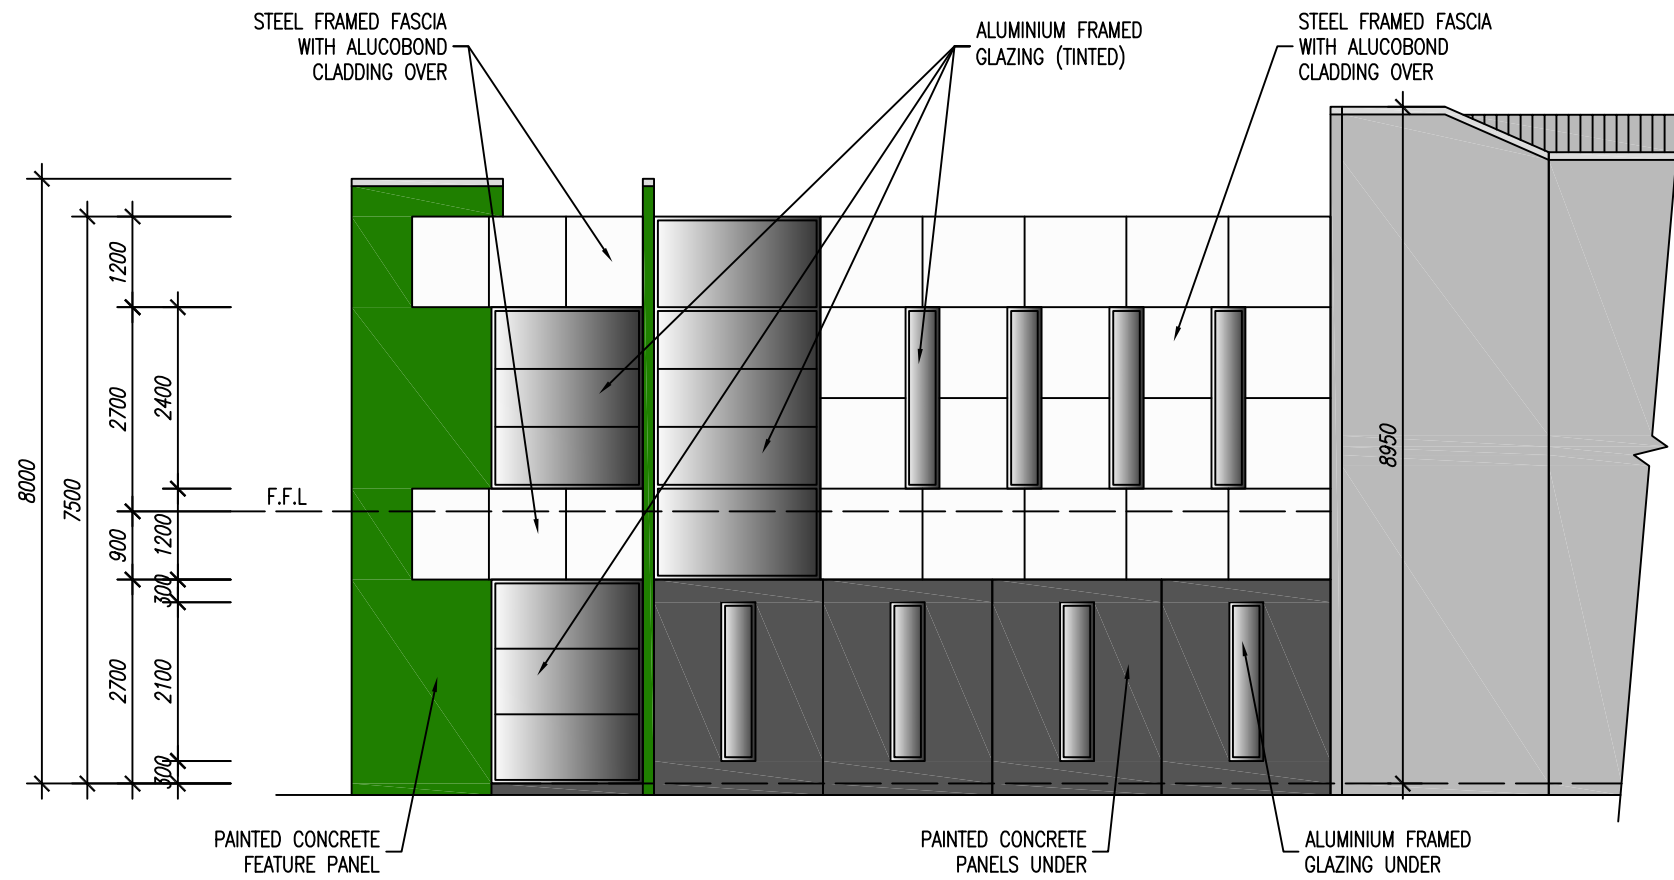 STEEL FRAMED FASCIA
WITH ALUCOBOND
CLADDING OVER
ALUMINIUM FRAMED
GLAZING (TINTED)
STEEL FRAMED FASCIA
WITH ALUCOBOND
CLADDING OVER
8000
7500
1200
2700
900
2700
2400
1200
300
2100
300
F.F.L
8950
PAINTED CONCRETE
FEATURE PANEL
PAINTED CONCRETE
PANELS UNDER
ALUMINIUM FRAMED
GLAZING UNDER